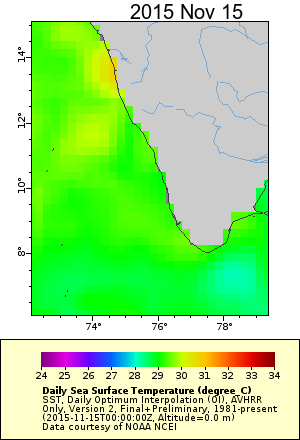 2015 Nov 15
14°
12°
10°
8°
74° 76° 78°
24 25 26 27 28 29 30 31 32 33 34
Daily Sea Surface Temperature (degree_C)
SST, Daily Optimum Interpolation (OI), AVHRR
Only, Version 2, Final+Preliminary, 1981-present
(2015-11-15T00:00:00Z, Altitude=0.0 m)
Data courtesy of NOAA NCEI